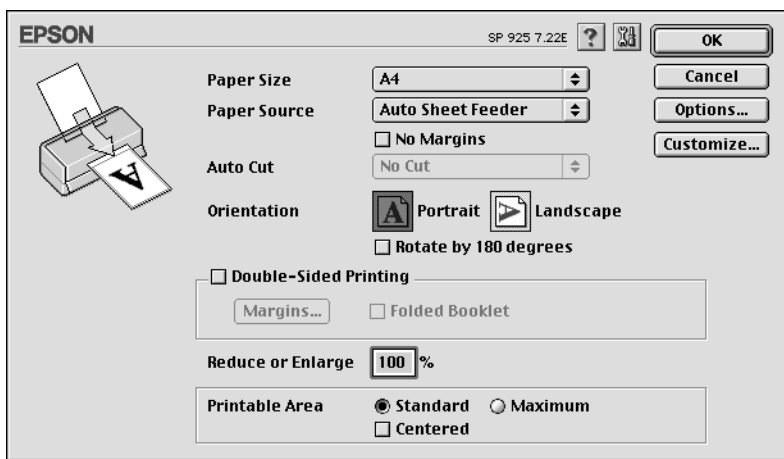 EPSON SP 925 7.22E ? OK
Paper Size A4 Cancel
Paper Source Auto Sheet Feeder Options...
No Margins Customize...
Auto Cut No Cut
Orientation A Portrait A Landscape
Rotate by 180 degrees
Double-Sided Printing
Margins... Folded Booklet
Reduce or Enlarge 100 %
Printable Area Standard Maximum
Centered
A